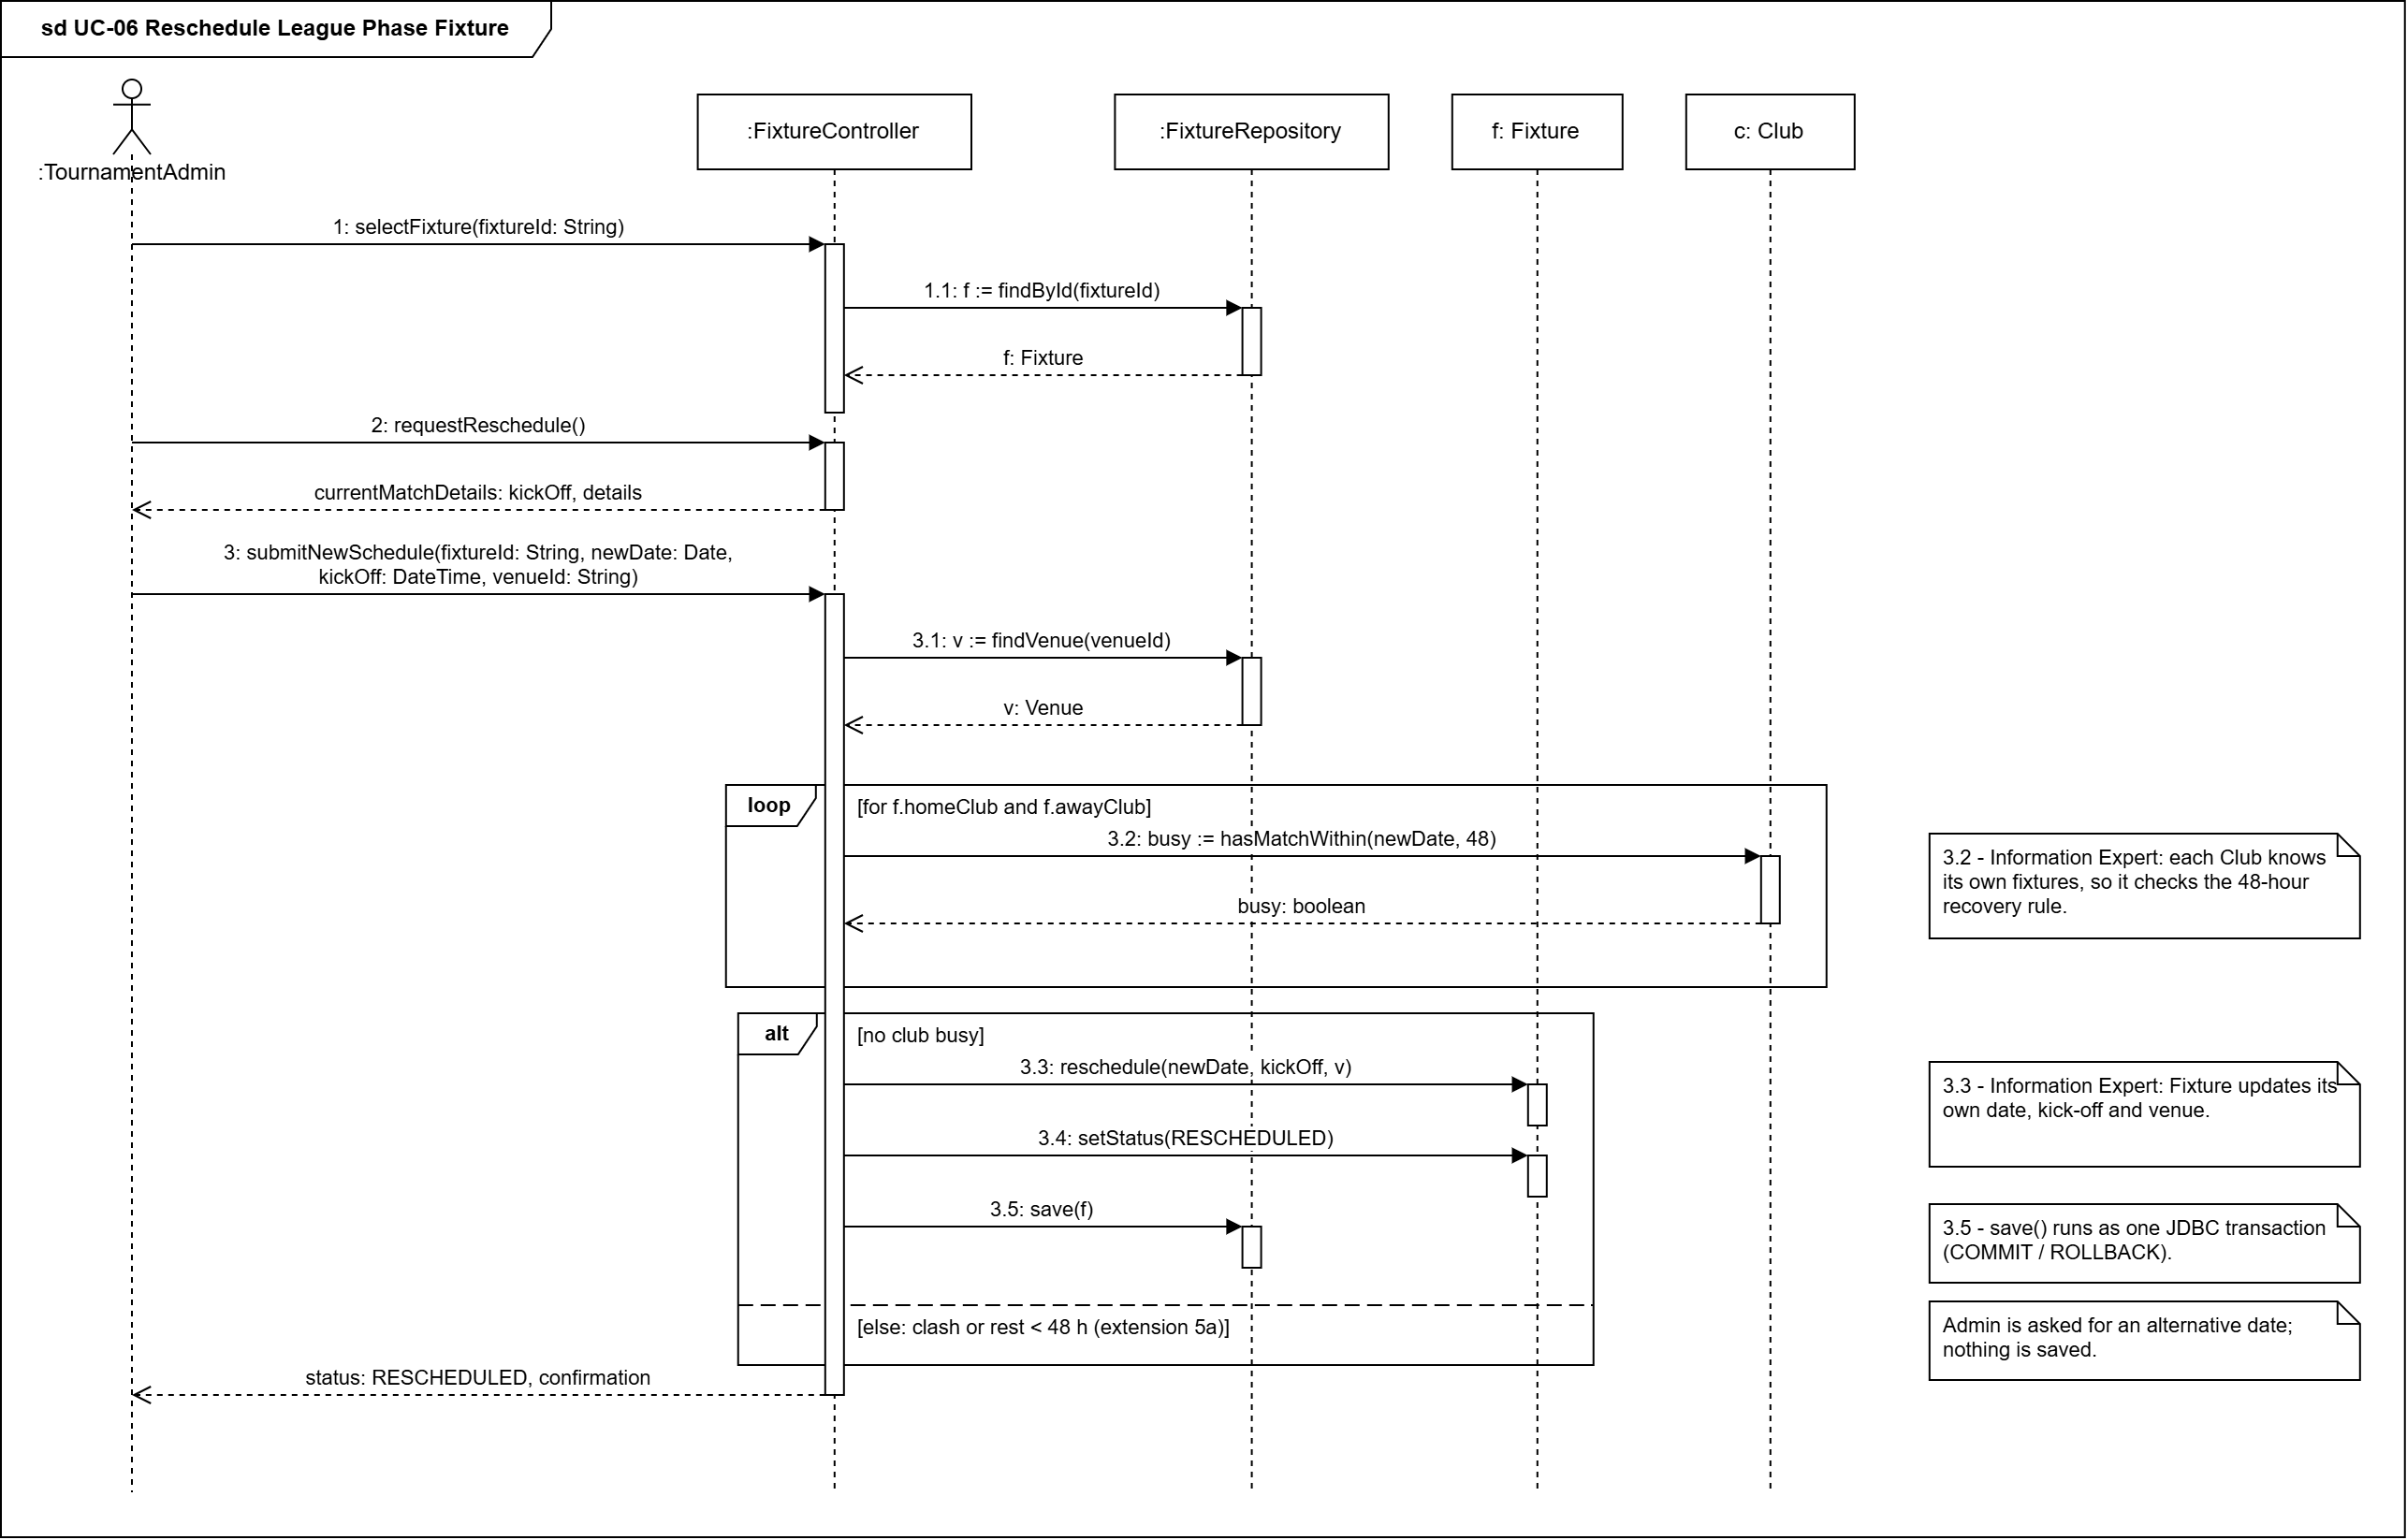 sd UC-06 Reschedule League Phase Fixture
:TournamentAdmin
:FixtureController
:FixtureRepository
f: Fixture
c: Club
1: selectFixture(fixtureId: String)
1.1: f := findById(fixtureId)
f: Fixture
2: requestReschedule()
currentMatchDetails: kickOff, details
3: submitNewSchedule(fixtureId: String, newDate: Date,
kickOff: DateTime, venueId: String)
3.1: v := findVenue(venueId)
v: Venue
loop
[for f.homeClub and f.awayClub]
3.2: busy := hasMatchWithin(newDate, 48)
busy: boolean
3.2 - Information Expert: each Club knows
its own fixtures, so it checks the 48-hour
recovery rule.
alt
[no club busy]
3.3: reschedule(newDate, kickOff, v)
3.3 - Information Expert: Fixture updates its
own date, kick-off and venue.
3.4: setStatus(RESCHEDULED)
3.5: save(f)
3.5 - save() runs as one JDBC transaction
(COMMIT / ROLLBACK).
[else: clash or rest < 48 h (extension 5a)]
Admin is asked for an alternative date;
nothing is saved.
status: RESCHEDULED, confirmation